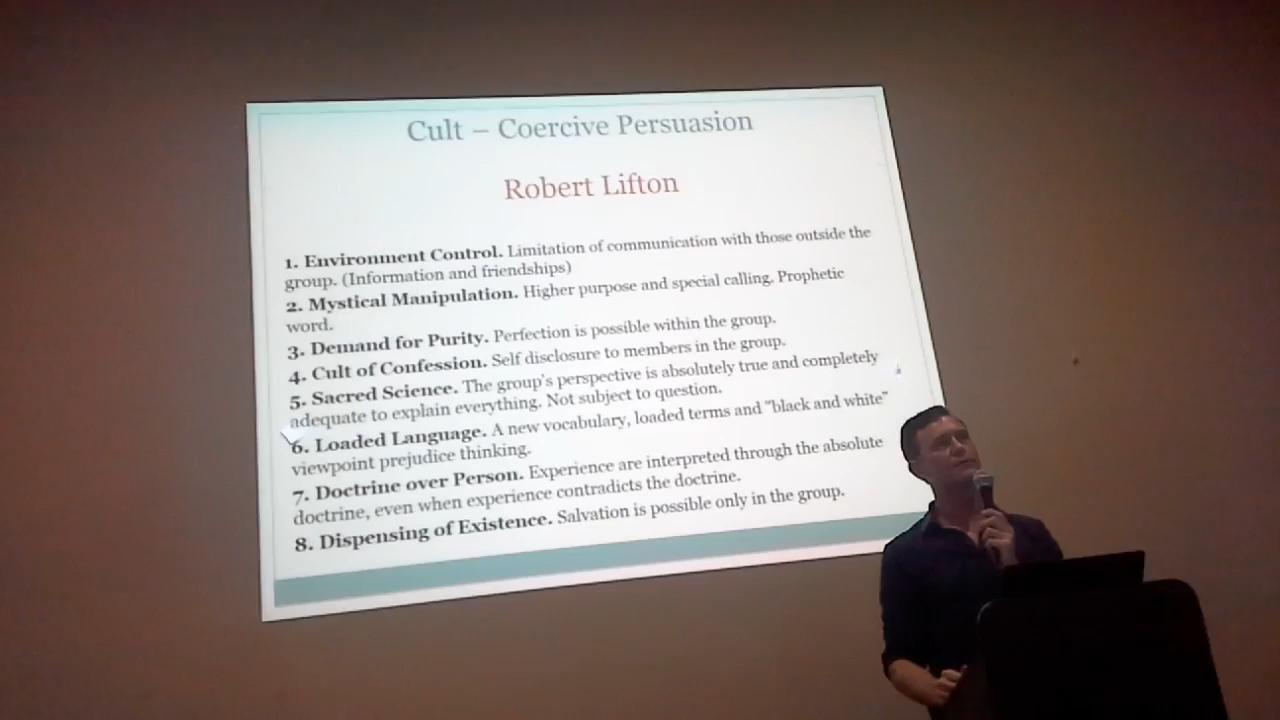 Cult – Coercive Persuasion
Robert Lifton
1. Environment Control. Limitation of communication with those outside the
group. (Information and friendships)
2. Mystical Manipulation. Higher purpose and special calling. Prophetic
word.
3. Demand for Purity. Perfection is possible within the group.
4. Cult of Confession. Self disclosure to members in the group.
5. Sacred Science. The group's perspective is absolutely true and completely
adequate to explain everything. Not subject to question.
6. Loaded Language. A new vocabulary, loaded terms and "black and white"
viewpoint prejudice thinking.
7. Doctrine over Person. Experience are interpreted through the absolute
doctrine, even when experience contradicts the doctrine.
8. Dispensing of Existence. Salvation is possible only in the group.